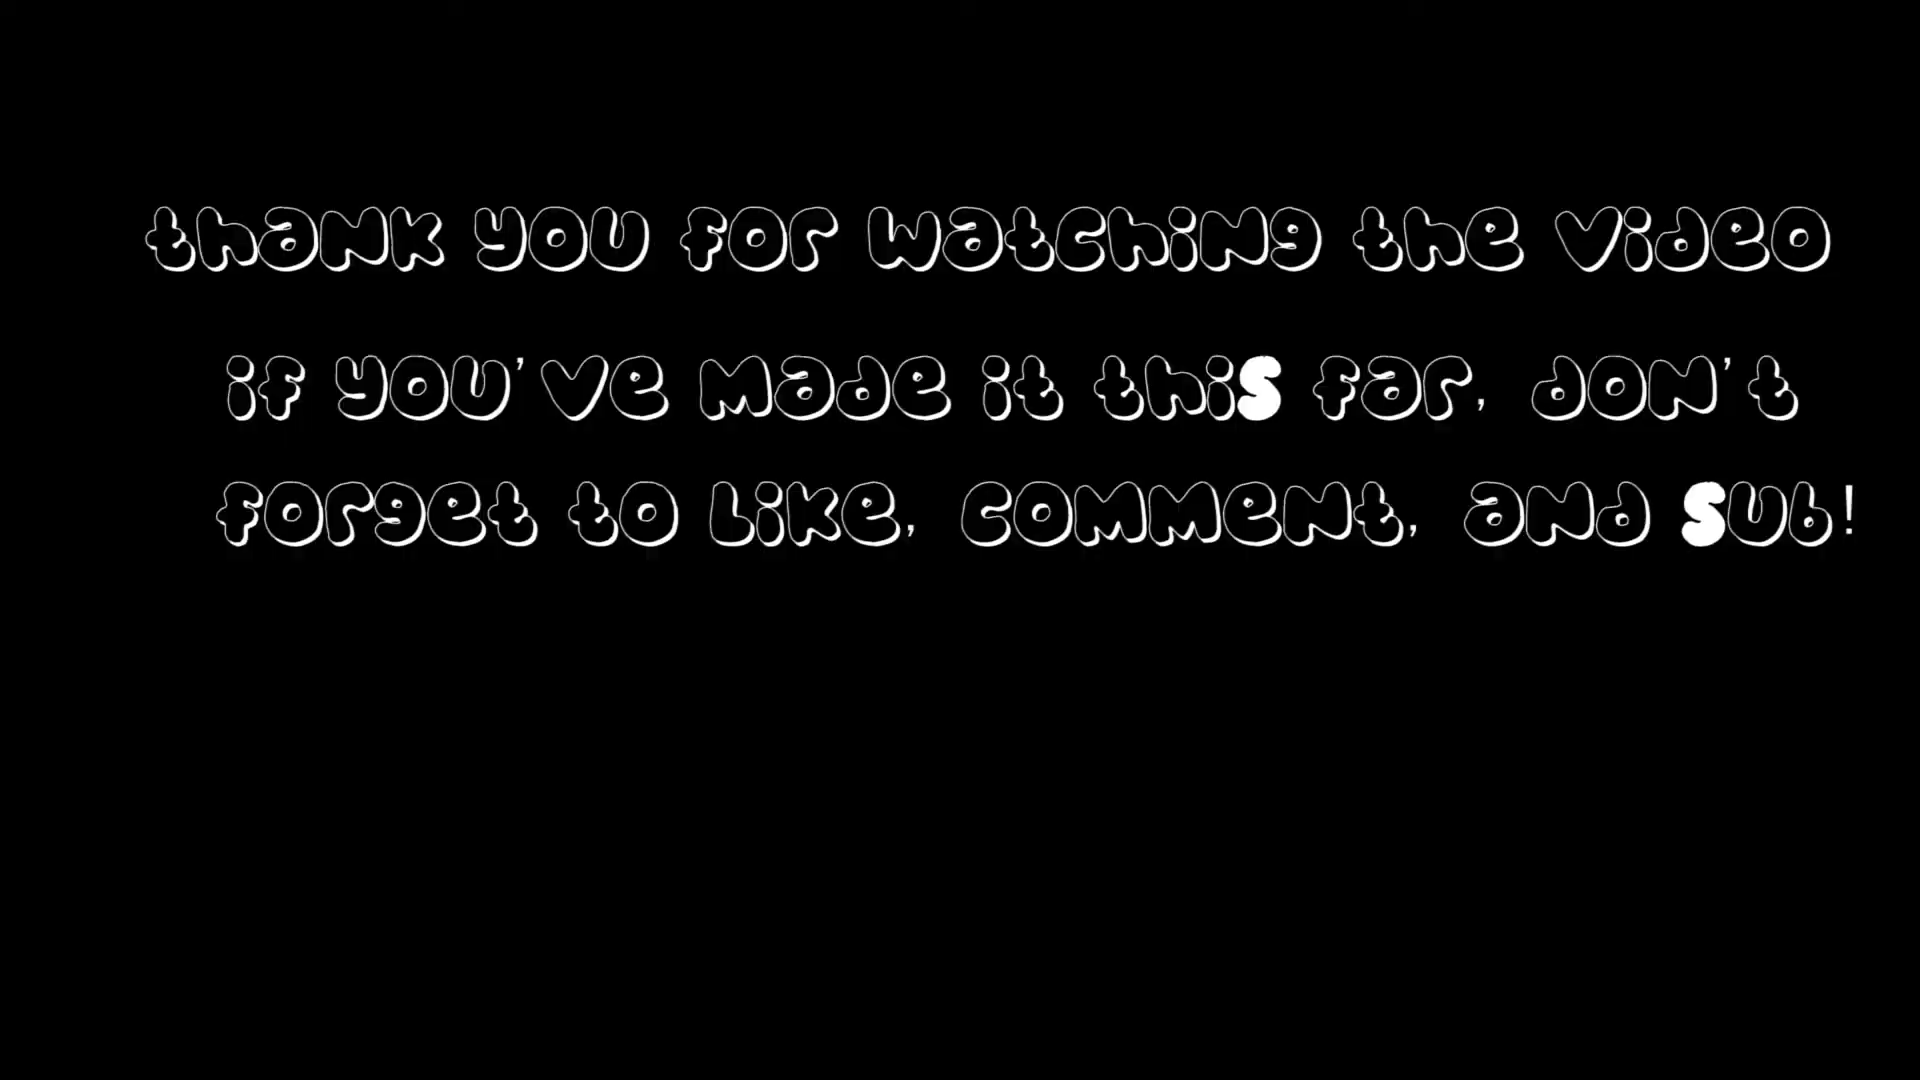 thank you for watching the video
if you've made it this far, don't
forget to like, comment, and sub!